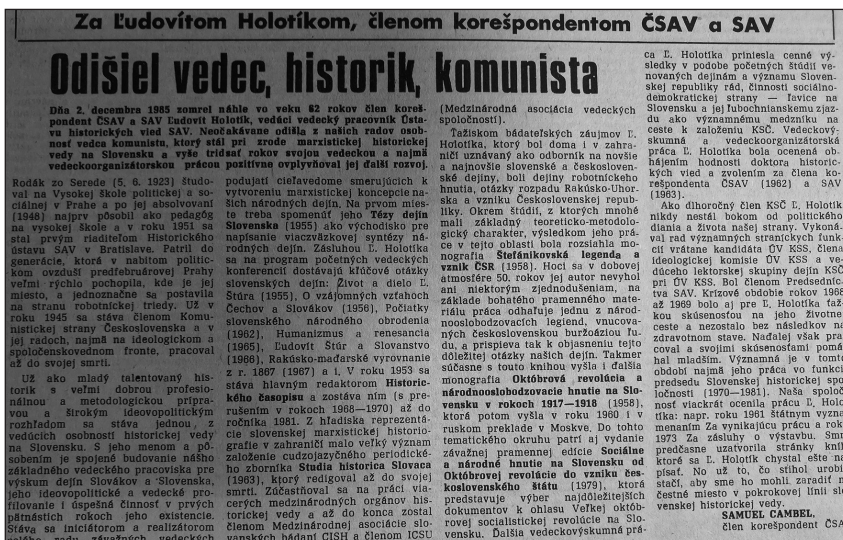 Za Ľudovítom Holotíkom, členom korešpondentom ČSAV a SAV
Odišiel vedec, historik, komunista
Dňa 2. decembra 1985 zomrel náhle vo veku 62 rokov člen koreš-
pondent ČSAV a SAV Ľudovít Holotík, vedúci vedecký pracovník Ústa-
vu historických vied SAV. Neočakávane odišla z našich radov osob-
nosť vedca komunistu, ktorý stál pri zrode marxistickej historickej
vedy na Slovensku a vyše tridsať rokov svojou vedeckou a najmä
vedeckoorganizátorskou prácou pozitívne ovplyvňoval jej ďalší rozvoj.
Rodák zo Serede (5. 6. 1923) študo-
val na Vysokej škole politickej a so-
ciálnej v Prahe a po jej absolvovaní
(1948) najprv pôsobil ako pedagóg
na vysokej škole a v roku 1951 sa
stal prvým riaditeľom Historického
ústavu SAV v Bratislave. Patril do
generácie, ktorá v nabitom politic-
kom ovzduší predfebruárovej Prahy
veľmi rýchlo pochopila, kde je jej
miesto, a jednoznačne sa postavila
na stranu robotníckej triedy. Už v
roku 1945 sa stáva členom Komu-
nistickej strany Československa a v
jej radoch, najmä na ideologickom a
spoločenskovednom fronte, pracoval
až do svojej smrti.
Už ako mladý talentovaný his-
torik s veľmi dobrou profesio-
nálnou a metodologickou prípra-
vou a širokým ideovopolitickým
rozhľadom sa stáva jednou z
vedúcich osobností historickej vedy
na Slovensku. S jeho menom a pô-
sobením je spojené budovanie nášho
základného vedeckého pracoviska pre
výskum dejín Slovákov a Slovenska,
jeho ideovopolitické a vedecké pro-
filovanie i úspešná činnosť v prvých
pätnástich rokoch jeho existencie.
Stáva sa iniciátorom a realizátorom
celého radu závažných vedeckých
podujatí cieľavedome smerujúcich k
vytvoreniu marxistickej koncepcie na-
šich národných dejín. Na prvom mies-
te treba spomenúť jeho Tézy dejín
Slovenska (1955) ako východisko pre
napísanie viaczväzkovej syntézy ná-
rodných dejín. Zásluhou Ľ. Holotíka
sa na program početných vedeckých
konferencií dostávajú kľúčové otázky
slovenských dejín: Život a dielo Ľ.
Štúra (1955), O vzájomných vzťahoch
Čechov a Slovákov (1956), Počiatky
slovenského národného obrodenia
(1962), Humanizmus a renesancia
(1965), Ľudovít Štúr a Slovanstvo
(1966), Rakúsko-maďarské vyrovnanie
z r. 1867 (1967) a i. V roku 1953 sa
stáva hlavným redaktorom Historic-
kého časopisu a zostáva ním (s pre-
rušením v rokoch 1968—1970) až do
ročníka 1981. Z hľadiska reprezentá-
cie slovenskej marxistickej historio-
grafie v zahraničí malo veľký význam
založenie cudzojazyčného periodické-
ho zborníka Studia historica Slovaca
(1963), ktorý redigoval až do svojej
smrti. Zúčastňoval sa na práci via-
cerých medzinárodných orgánov his-
torickej vedy a až do konca zostal
členom Medzinárodnej asociácie slo-
vanských bádaní CISH a členom ICSU
(Medzinárodná asociácia vedeckých
spoločností).
Ťažiskom bádateľských záujmov Ľ.
Holotíka, ktorý bol doma i v zahra-
ničí uznávaný ako odborník na novšie
a najnovšie slovenské a českosloven-
ské dejiny, boli dejiny robotníckeho
hnutia, otázky rozpadu Rakúsko-Uhor-
ska a vzniku Československej repub-
liky. Okrem štúdií, z ktorých mnohé
mali základný teoreticko-metodolo-
gický charakter, výsledkom jeho prá-
ce v tejto oblasti bola rozsiahla mo-
nografia Štefánikovská legenda a
vznik ČSR (1958). Hoci sa v dobovej
atmosfére 50. rokov jej autor nevyhol
ani niektorým zjednodušeniam, na
základe bohatého pramenného mate-
riálu práca odhaľuje jednu z národ-
nooslobodzovacích legiend, vnucova-
ných československou buržoáziou ľu-
du, a prispieva tak k objasneniu tejto
dôležitej otázky našich dejín. Takmer
súčasne s touto knihou vyšla i ďalšia
monografia Októbrová revolúcia a
národnooslobodzovacie hnutie na Slo-
vensku v rokoch 1917-1918 (1958),
ktorá potom vyšla v roku 1960 i v
ruskom preklade v Moskve. Do tohto
tematického okruhu patrí aj vydanie
závažnej pramennej edície Sociálne
a národné hnutie na Slovensku od
Októbrovej revolúcie do vzniku čes-
koslovenského štátu (1979), ktorá
predstavuje výber najdôležitejších
dokumentov k ohlasu Veľkej októb-
rovej socialistickej revolúcie na Slo-
vensku. Ďalšia vedeckovýskumná prá-
ca Ľ. Holotíka priniesla cenné vý-
sledky v podobe početných štúdií ve-
novaných dejinám a významu Sloven-
skej republiky rád, činnosti sociálno-
demokratickej strany — ľavice na
Slovensku a jej ľubochnianskemu zjaz-
du ako významnému medzníku na
ceste k založeniu KSČ. Vedeckový-
skumná a vedeckoorganizátorská
práca Ľ. Holotíka bola ocenená ob-
hájením hodnosti doktora historic-
kých vied a zvolením za člena ko-
rešpondenta ČSAV (1962) a SAV
(1963).
Ako dlhoročný člen KSČ Ľ. Holotík
nikdy nestál bokom od politického
diania a života našej strany. Vykoná-
val rad významných straníckych funk-
cií vrátane kandidáta ÚV KSS, člena
ideologickej komisie ÚV KSS a ve-
dúceho lektorskej skupiny dejín KSČ
pri ÚV KSS. Bol členom Predsedníc-
tva SAV. Krízové obdobie rokov 1968
až 1969 bolo aj pre Ľ. Holotíka ťaž-
kou skúsenosťou na jeho životnej
ceste a nezostalo bez následkov na
zdravotnom stave. Naďalej však pra-
coval a svojimi skúsenosťami pomá-
hal mladším. Významná je v tomto
období najmä jeho práca vo funkcii
predsedu Slovenskej historickej spo-
ločnosti (1970—1981). Naša spoloč-
nosť viackrát ocenila prácu Ľ. Holo-
tíka: napr. roku 1961 štátnym vyzna-
menaním Za vynikajúcu prácu a roku
1973 Za zásluhy o výstavbu. Smrť
predčasne uzatvorila stránky kníh,
ktoré sa Ľ. Holotík chystal ešte na-
písať. No už to, čo stihol urobiť,
stačí, aby sme ho mohli zaradiť na
čestné miesto v pokrokovej línii slo-
venskej historickej vedy.
SAMUEL CAMBEL,
člen korešpondent ČSAV